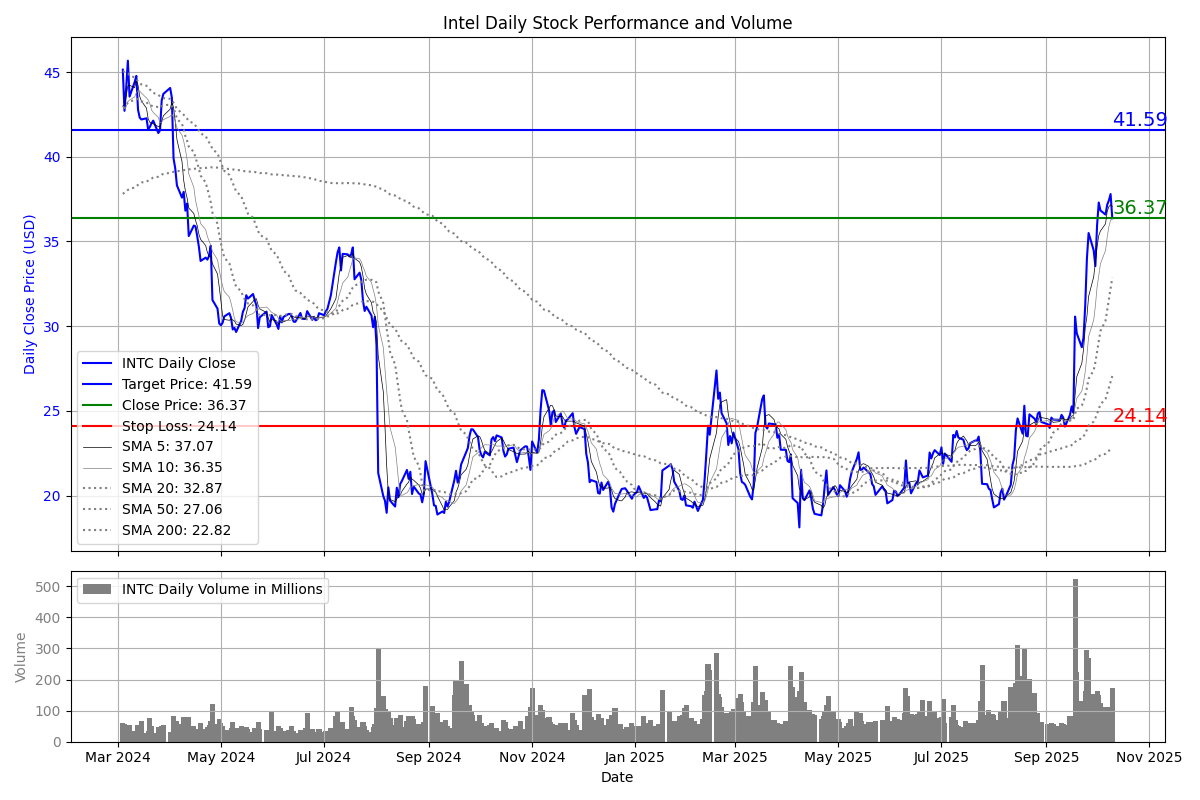 Intel Daily Stock Performance and Volume
Daily Close Price (USD)
45
40
35
30
25
20
41.59
36.37
24.14
INTC Daily Close
Target Price: 41.59
Close Price: 36.37
Stop Loss: 24.14
SMA 5: 37.07
SMA 10: 36.35
SMA 20: 32.87
SMA 50: 27.06
SMA 200: 22.82
Volume
500
400
300
200
100
0
INTC Daily Volume in Millions
Mar 2024 May 2024 Jul 2024 Sep 2024 Nov 2024 Jan 2025 Mar 2025 May 2025 Jul 2025 Sep 2025 Nov 2025
Date